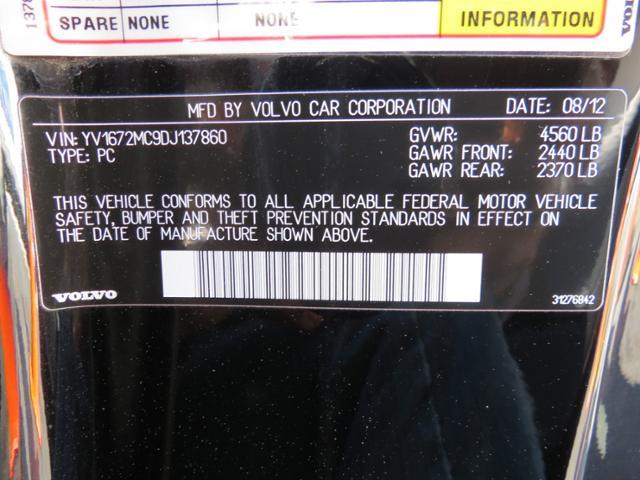 1378
SPARE NONE NONE INFORMATION
MFD BY VOLVO CAR CORPORATION DATE: 08/12
VIN: YV1672MC9DJ137860 GVWR: 4560 LB
TYPE: PC GAWR FRONT: 2440 LB
GAWR REAR: 2370 LB
THIS VEHICLE CONFORMS TO ALL APPLICABLE FEDERAL MOTOR VEHICLE
SAFETY, BUMPER AND THEFT PREVENTION STANDARDS IN EFFECT ON
THE DATE OF MANUFACTURE SHOWN ABOVE.
VOLVO 31276842